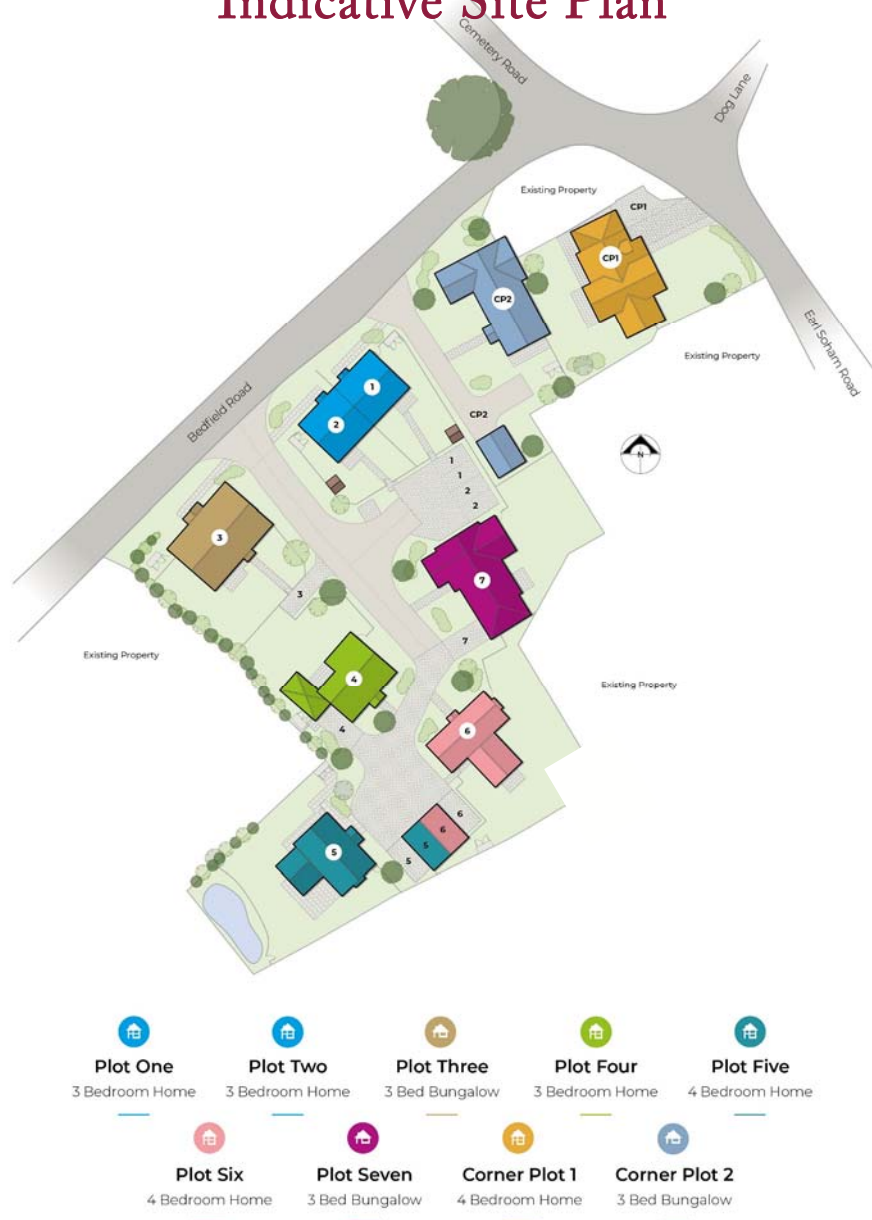 Indicative Site Plan
Cemetery Road
Dog Lane
Existing Property
CP1
CP1
CP2
Earl Soham Road
Existing Property
1
Bedfield Road
CP2
2
N
1
1
2
2
3
7
3
7
Existing Property
4
Existing Property
4
6
6
6
5
5
5
Plot One
3 Bedroom Home
Plot Two
3 Bedroom Home
Plot Three
3 Bed Bungalow
Plot Four
3 Bedroom Home
Plot Five
4 Bedroom Home
Plot Six
4 Bedroom Home
Plot Seven
3 Bed Bungalow
Corner Plot 1
4 Bedroom Home
Corner Plot 2
3 Bed Bungalow